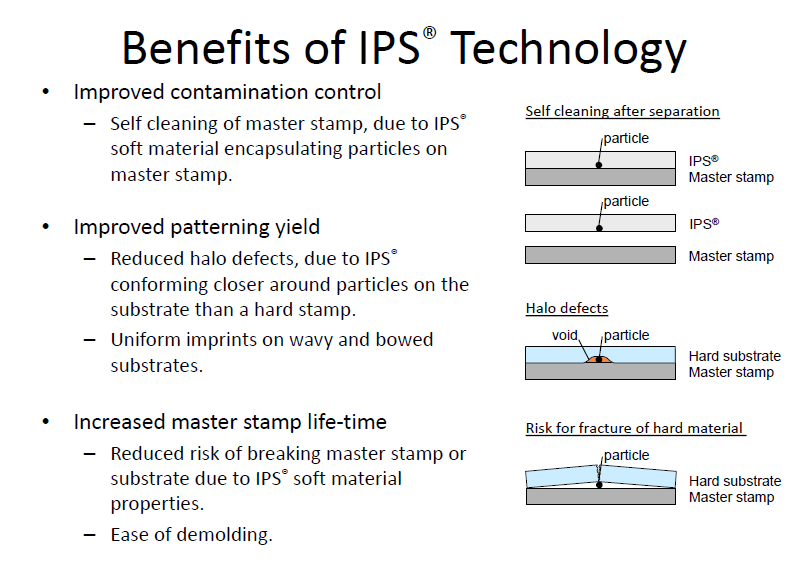 Benefits of IPS® Technology
• Improved contamination control
– Self cleaning of master stamp, due to IPS®
soft material encapsulating particles on
master stamp.
• Improved patterning yield
– Reduced halo defects, due to IPS®
conforming closer around particles on the
substrate than a hard stamp.
– Uniform imprints on wavy and bowed
substrates.
• Increased master stamp life-time
– Reduced risk of breaking master stamp or
substrate due to IPS® soft material
properties.
– Ease of demolding.
Self cleaning after separation
particle
IPS®
Master stamp
particle
IPS®
Master stamp
Halo defects
void particle
Hard substrate
Master stamp
Risk for fracture of hard material
particle
Hard substrate
Master stamp